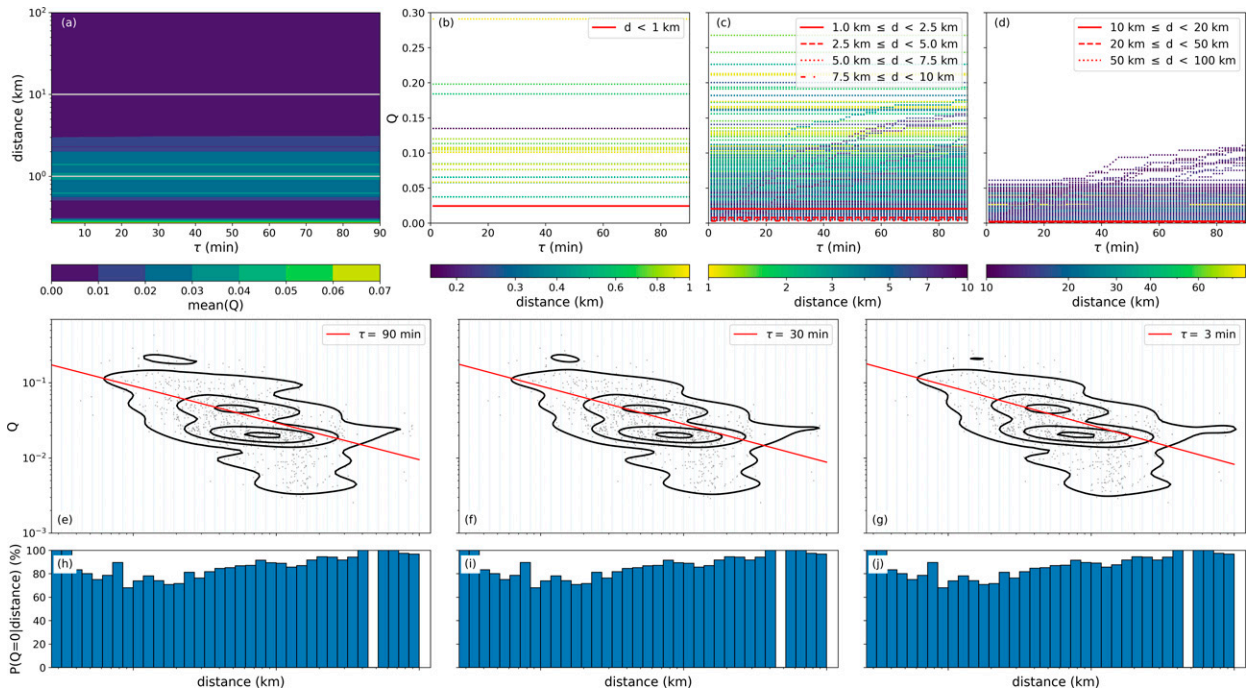 (a)
10²
10¹
10⁰
distance (km)
10 20 30 40 50 60 70 80 90
τ (min)
0.00 0.01 0.02 0.03 0.04 0.05 0.06 0.07
mean(Q)
(b)
d < 1 km
0.30
0.25
0.20
0.15
0.10
0.05
0.00
Q
0 20 40 60 80
τ (min)
0.2 0.3 0.4 0.6 0.8 1
distance (km)
(c)
1.0 km ≤ d < 2.5 km
2.5 km ≤ d < 5.0 km
5.0 km ≤ d < 7.5 km
7.5 km ≤ d < 10 km
0 20 40 60 80
τ (min)
1 2 3 5 7 10
distance (km)
(d)
10 km ≤ d < 20 km
20 km ≤ d < 50 km
50 km ≤ d < 100 km
0 20 40 60 80
τ (min)
10 20 30 40 60
distance (km)
τ = 90 min
10⁻¹
10⁻²
10⁻³
Q
(e)
τ = 30 min
(f)
τ = 3 min
(g)
(h)
100
80
60
40
20
0
P(Q=0|distance) (%)
distance (km)
(i)
distance (km)
(j)
distance (km)